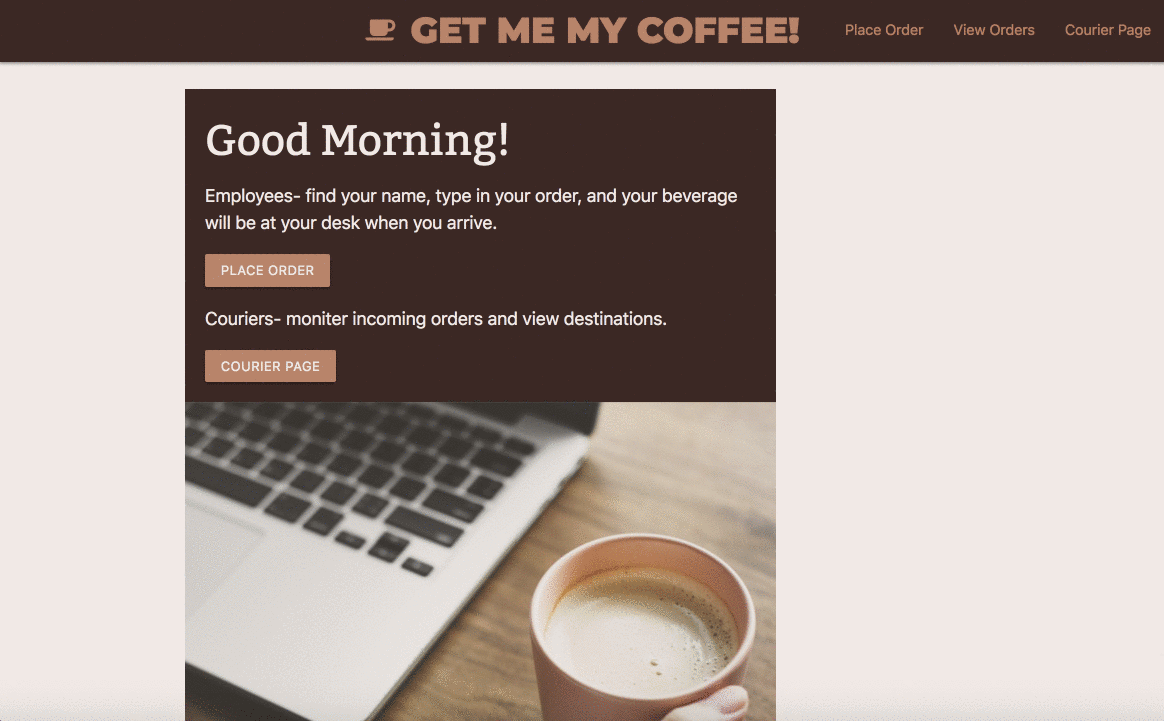 GET ME MY COFFEE!
Place Order
View Orders
Courier Page
Good Morning!
Employees- find your name, type in your order, and your beverage
will be at your desk when you arrive.
PLACE ORDER
Couriers- moniter incoming orders and view destinations.
COURIER PAGE